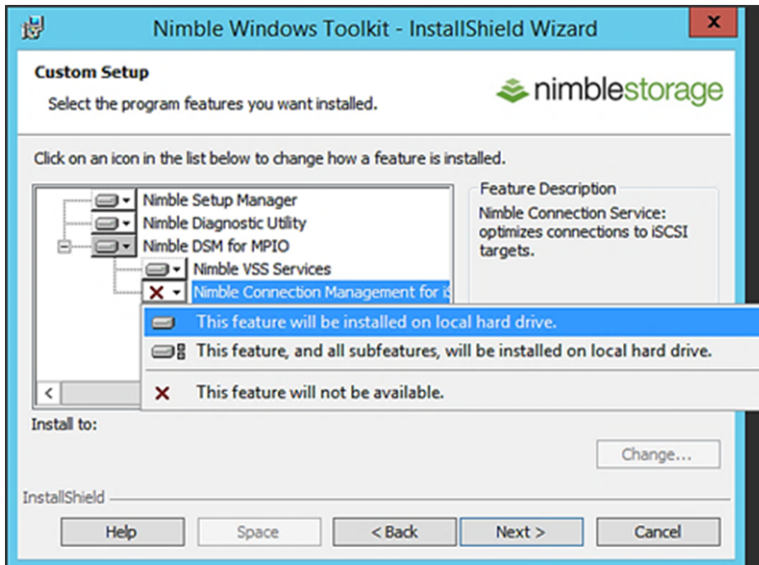 Nimble Windows Toolkit - InstallShield Wizard
x
Custom Setup
Select the program features you want installed.
nimblestorage
Click on an icon in the list below to change how a feature is installed.
Nimble Setup Manager
Nimble Diagnostic Utility
Nimble DSM for MPIO
Nimble VSS Services
Nimble Connection Management for iS
Feature Description
Nimble Connection Service:
optimizes connections to iSCSI
targets.
This feature will be installed on local hard drive.
This feature, and all subfeatures, will be installed on local hard drive.
This feature will not be available.
Install to:
Change...
InstallShield
Help
Space
< Back
Next >
Cancel